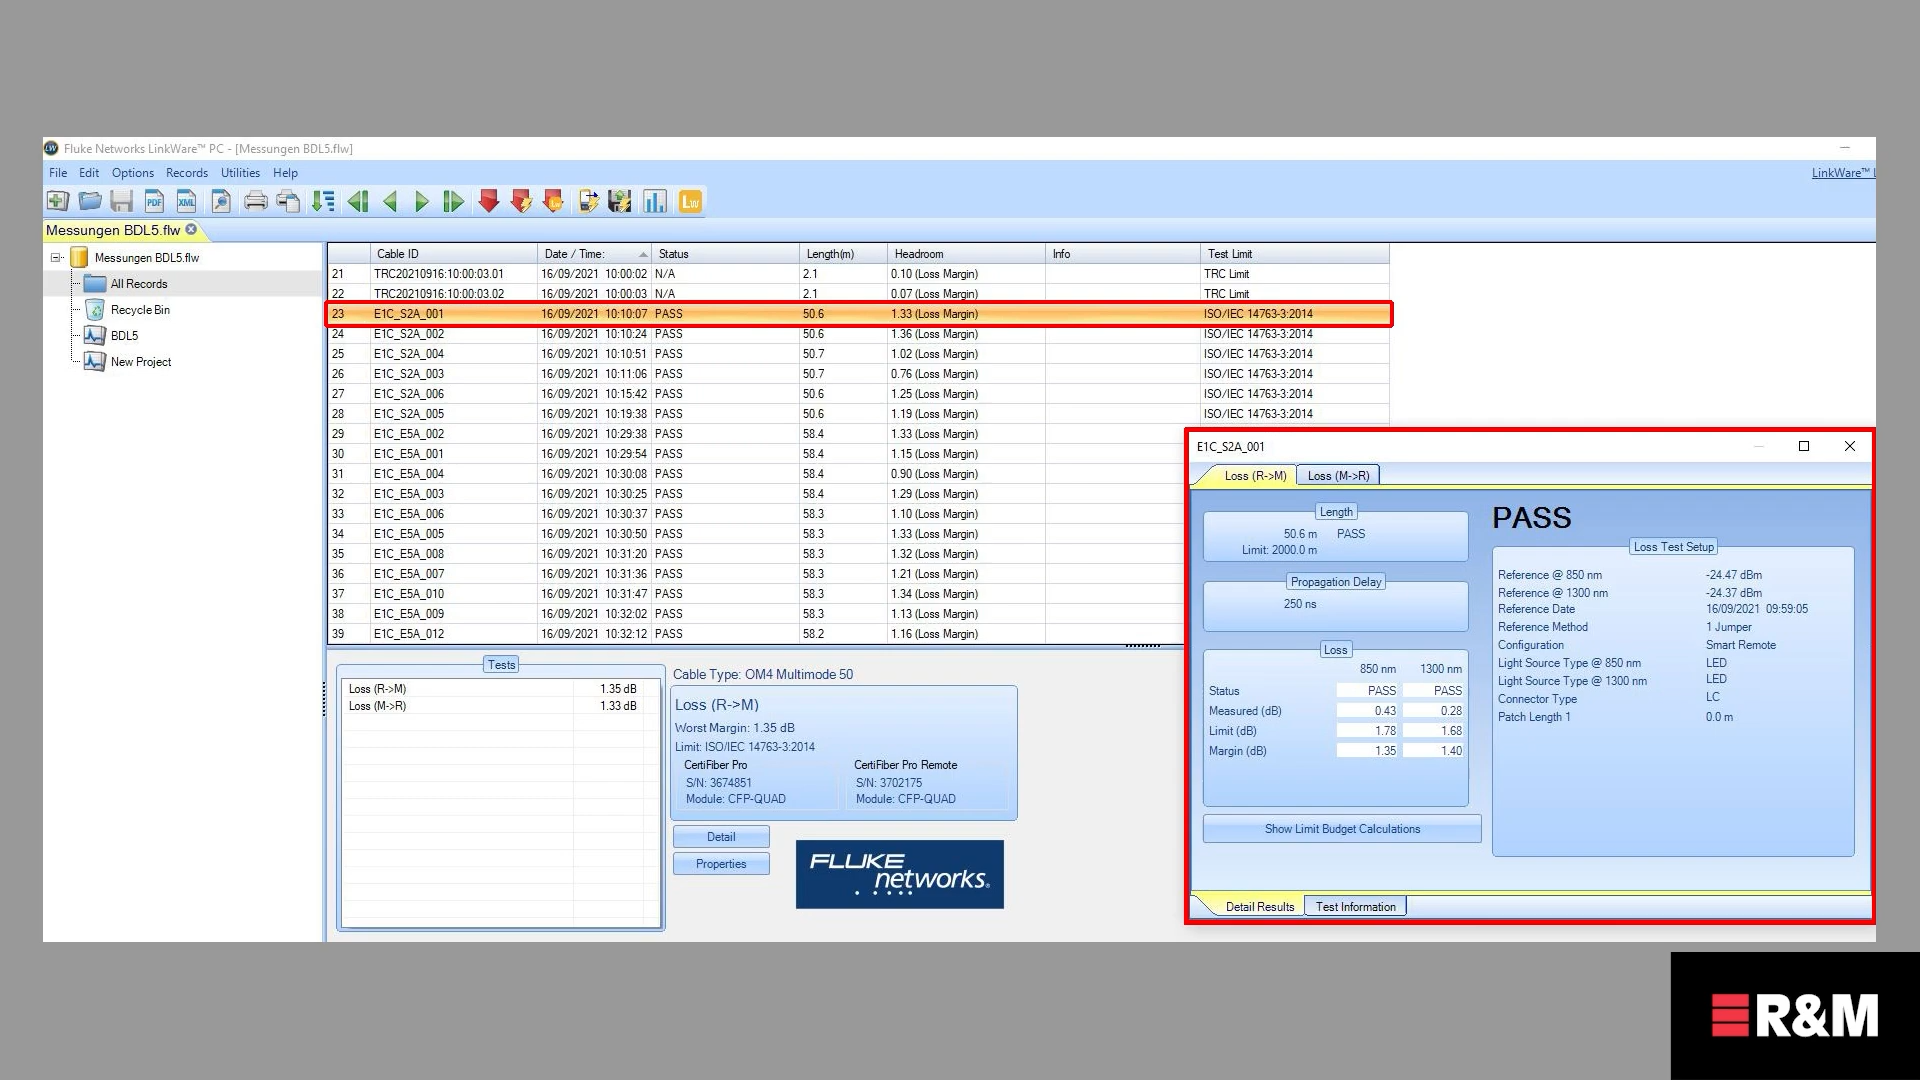 Fluke Networks LinkWare™ PC - [Messungen BDL5.flw]
File Edit Options Records Utilities Help
LinkWare™ L
PDF XML Lw
Messungen BDL5.flw
Messungen BDL5.flw
All Records
Recycle Bin
BDL5
New Project
Cable ID Date / Time: Status Length(m) Headroom Info Test Limit
21 TRC20210916:10:00:03.01 16/09/2021 10:00:02 N/A 2.1 0.10 (Loss Margin) TRC Limit
22 TRC20210916:10:00:03.02 16/09/2021 10:00:03 N/A 2.1 0.07 (Loss Margin) TRC Limit
23 E1C_S2A_001 16/09/2021 10:10:07 PASS 50.6 1.33 (Loss Margin) ISO/IEC 14763-3:2014
24 E1C_S2A_002 16/09/2021 10:10:24 PASS 50.6 1.36 (Loss Margin) ISO/IEC 14763-3:2014
25 E1C_S2A_004 16/09/2021 10:10:51 PASS 50.7 1.02 (Loss Margin) ISO/IEC 14763-3:2014
26 E1C_S2A_003 16/09/2021 10:11:06 PASS 50.7 0.76 (Loss Margin) ISO/IEC 14763-3:2014
27 E1C_S2A_006 16/09/2021 10:15:42 PASS 50.6 1.25 (Loss Margin) ISO/IEC 14763-3:2014
28 E1C_S2A_005 16/09/2021 10:19:38 PASS 50.6 1.19 (Loss Margin) ISO/IEC 14763-3:2014
29 E1C_E5A_002 16/09/2021 10:29:38 PASS 58.4 1.33 (Loss Margin)
30 E1C_E5A_001 16/09/2021 10:29:54 PASS 58.4 1.15 (Loss Margin)
31 E1C_E5A_004 16/09/2021 10:30:08 PASS 58.4 0.90 (Loss Margin)
32 E1C_E5A_003 16/09/2021 10:30:25 PASS 58.4 1.29 (Loss Margin)
33 E1C_E5A_006 16/09/2021 10:30:37 PASS 58.3 1.10 (Loss Margin)
34 E1C_E5A_005 16/09/2021 10:30:50 PASS 58.3 1.33 (Loss Margin)
35 E1C_E5A_008 16/09/2021 10:31:20 PASS 58.3 1.32 (Loss Margin)
36 E1C_E5A_007 16/09/2021 10:31:36 PASS 58.3 1.21 (Loss Margin)
37 E1C_E5A_010 16/09/2021 10:31:47 PASS 58.3 1.34 (Loss Margin)
38 E1C_E5A_009 16/09/2021 10:32:02 PASS 58.3 1.13 (Loss Margin)
39 E1C_E5A_012 16/09/2021 10:32:12 PASS 58.2 1.16 (Loss Margin)
Tests
Loss (R->M) 1.35 dB
Loss (M->R) 1.33 dB
Cable Type: OM4 Multimode 50
Loss (R->M)
Worst Margin: 1.35 dB
Limit: ISO/IEC 14763-3:2014
CertiFiber Pro CertiFiber Pro Remote
S/N: 3674851 S/N: 3702175
Module: CFP-QUAD Module: CFP-QUAD
Detail
Properties
FLUKE
networks.
E1C_S2A_001
Loss (R->M) Loss (M->R)
Length
50.6 m PASS
Limit: 2000.0 m
Propagation Delay
250 ns
Loss
850 nm 1300 nm
Status PASS PASS
Measured (dB) 0.43 0.28
Limit (dB) 1.78 1.68
Margin (dB) 1.35 1.40
Show Limit Budget Calculations
PASS
Loss Test Setup
Reference @ 850 nm -24.47 dBm
Reference @ 1300 nm -24.37 dBm
Reference Date 16/09/2021 09:59:05
Reference Method 1 Jumper
Configuration Smart Remote
Light Source Type @ 850 nm LED
Light Source Type @ 1300 nm LED
Connector Type LC
Patch Length 1 0.0 m
Detail Results Test Information
R&M